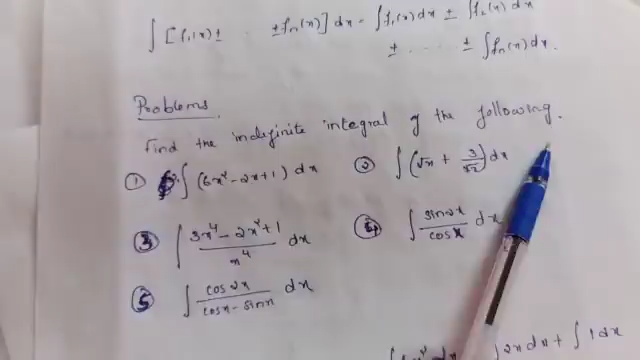 ∫ [f₁(x) ± ±fn(x)] dx = ∫f₁(x)dx ± ∫f₂(x)dx
± . . . . ± ∫fn(x)dx.
Problems.
Find the indefinite integral of the following.
① ∫ (6x² - 2x + 1) dx ② ∫ (√x + 3/√x) dx
③ ∫ (3x⁴ - 2x² + 1)/x⁴ dx ④ ∫ sin2x/cosx dx
⑤ ∫ cos2x/(cosx - sinx) dx
∫2x dx + ∫1dx